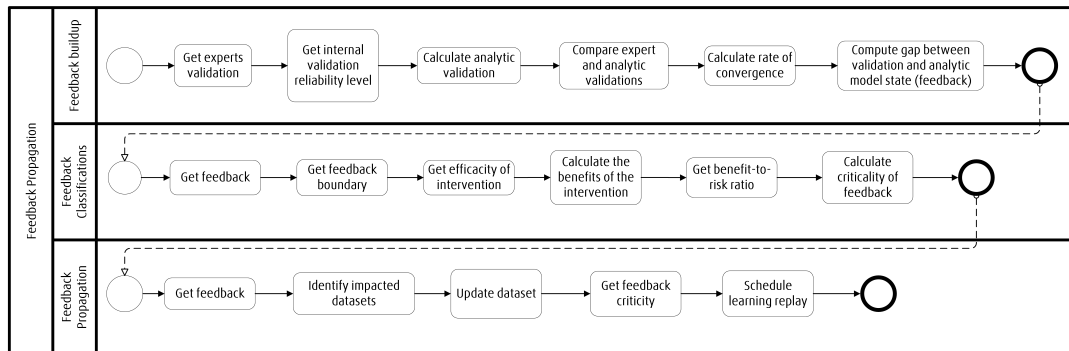 Feedback Propagation
Feedback buildup
Get experts
validation
Get internal
validation
reliability level
Calculate analytic
validation
Compare expert
and analytic
validations
Calculate rate of
convergence
Compute gap between
validation and analytic
model state (feedback)
Feedback
Classifications
Get feedback
Get feedback
boundary
Get efficacy of
intervention
Calculate the
benefits of the
intervention
Get benefit-to-
risk ratio
Calculate
criticality of
feedback
Feedback
Propagation
Get feedback
Identify impacted
datasets
Update dataset
Get feedback
criticity
Schedule
learning replay